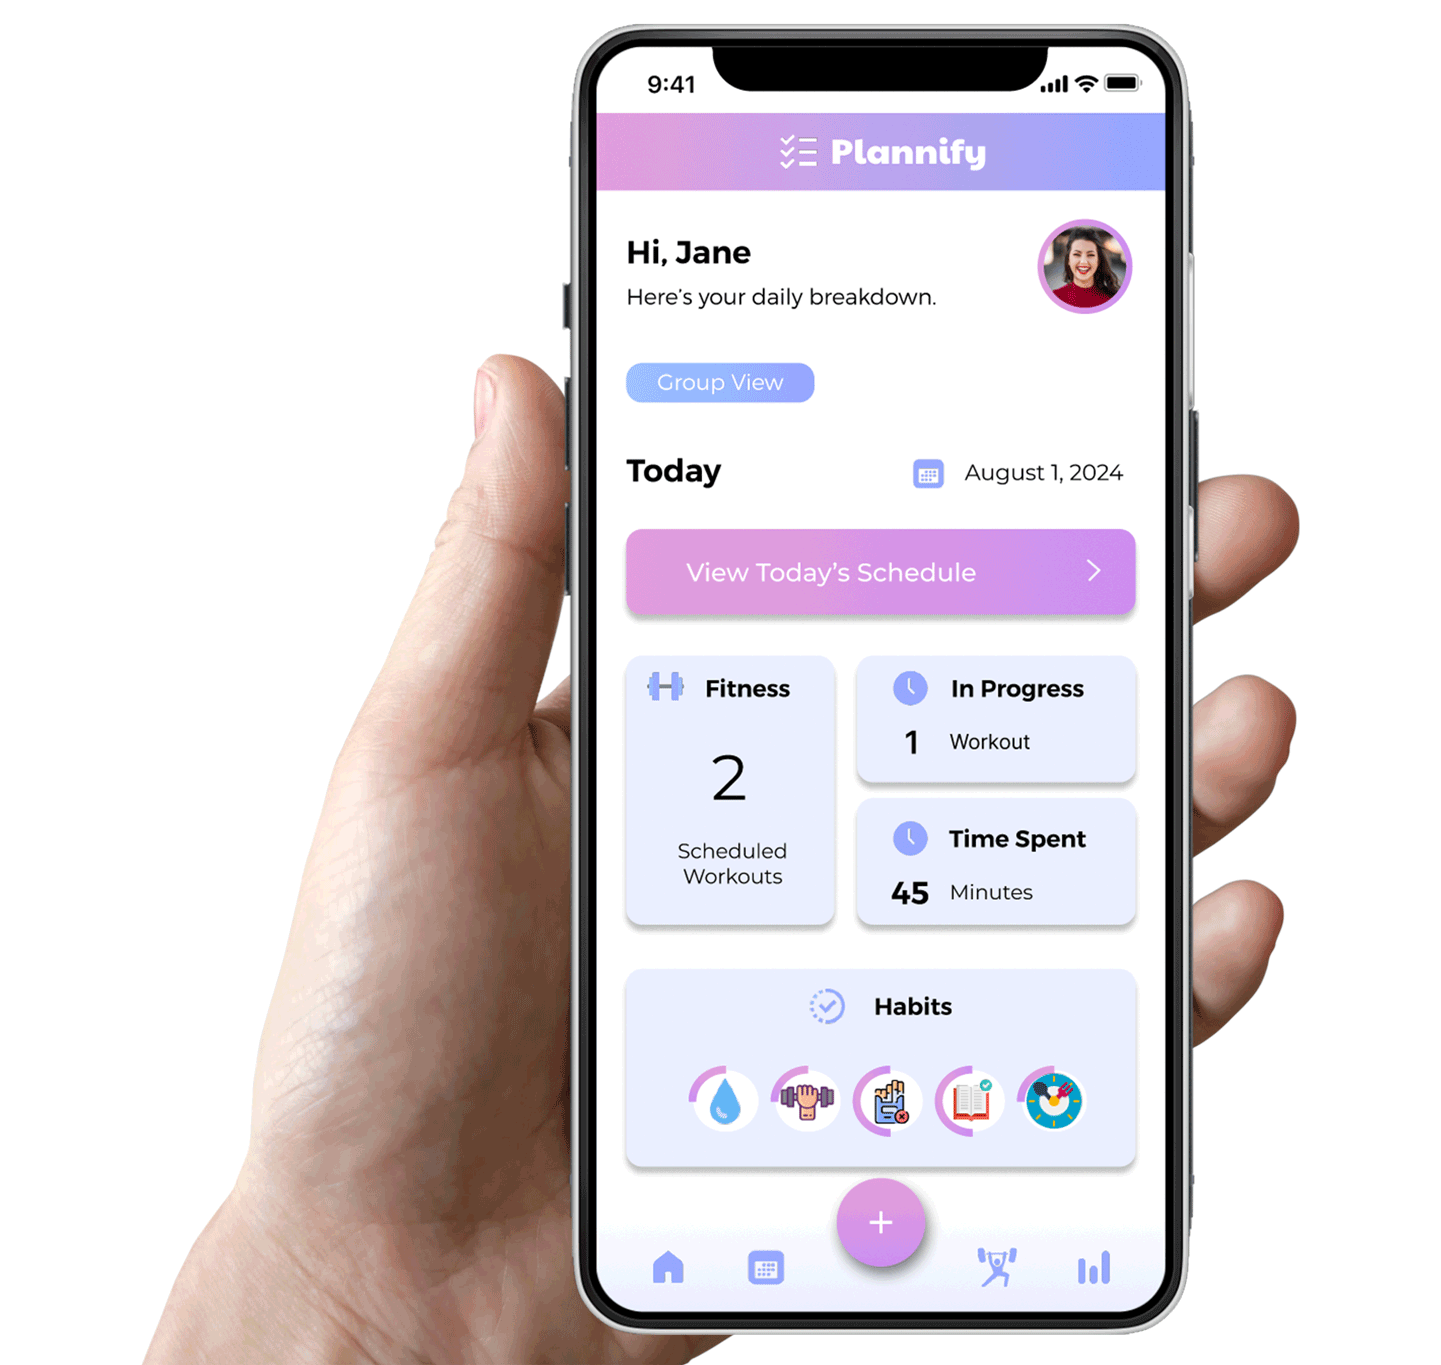 9:41
Plannify
Hi, Jane
Here's your daily breakdown.
Group View
Today
August 1, 2024
View Today's Schedule
Fitness
2
Scheduled
Workouts
In Progress
1 Workout
Time Spent
45 Minutes
Habits